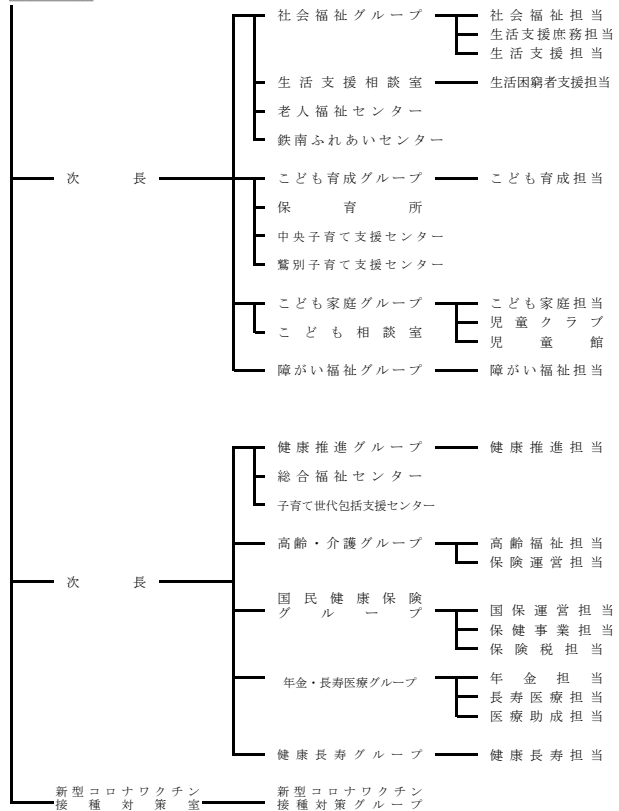 社会福祉グループ 社会福祉担当
生活支援庶務担当
生活支援担当
生活支援相談室 生活困窮者支援担当
老人福祉センター
鉄南ふれあいセンター
次長 こども育成グループ こども育成担当
保育所
中央子育て支援センター
鷲別子育て支援センター
こども家庭グループ こども家庭担当
児童クラブ
こども相談室
児童館
障がい福祉グループ 障がい福祉担当
健康推進グループ 健康推進担当
総合福祉センター
子育て世代包括支援センター
高齢・介護グループ 高齢福祉担当
保険運営担当
次長
国民健康保険
グループ 国保運営担当
保健事業担当
保険税担当
年金・長寿医療グループ 年金担当
長寿医療担当
医療助成担当
健康長寿グループ 健康長寿担当
新型コロナワクチン 新型コロナワクチン
接種対策室 接種対策グループ